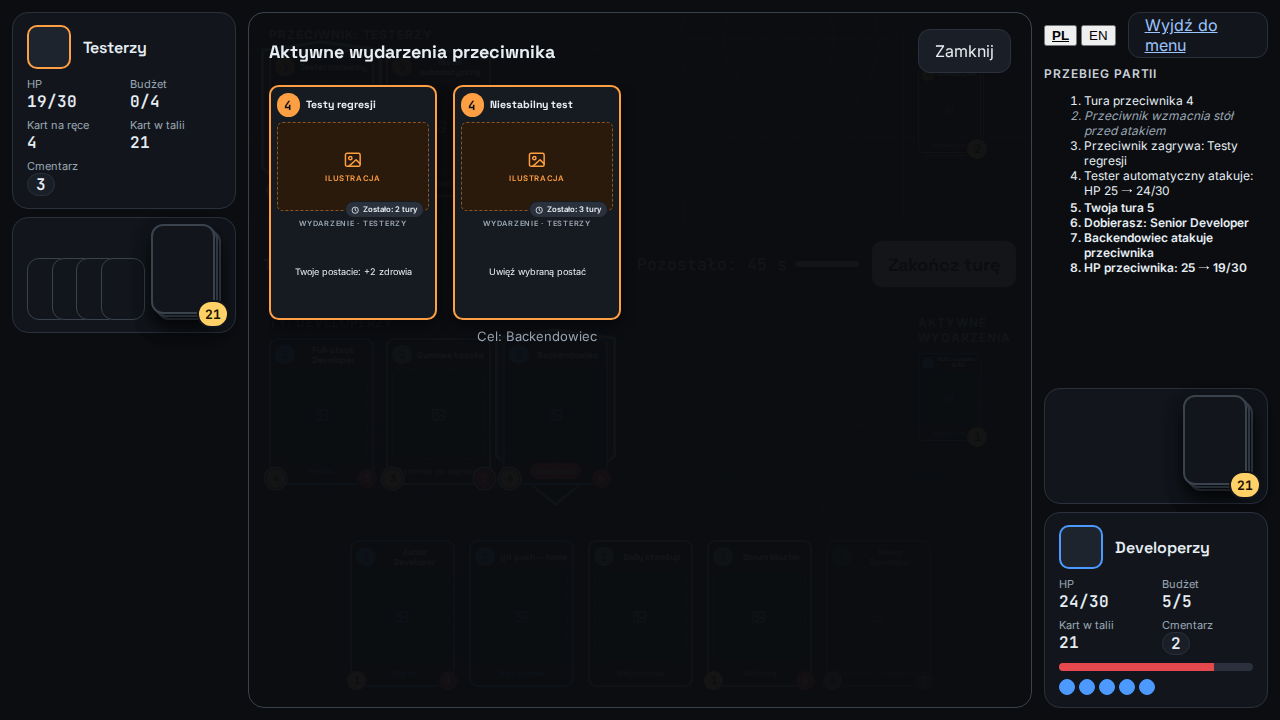 Testerzy
HP
19/30
Budżet
0/4
Kart na ręce
4
Kart w talii
21
Cmentarz
3
21
PRZECIWNIK: TESTERZY
Aktywne wydarzenia przeciwnika
Zamknij
4 Testy regresji
ILUSTRACJA
Zostało: 2 tury
WYDARZENIE · TESTERZY
Twoje postacie: +2 zdrowia
4 Niestabilny test
ILUSTRACJA
Zostało: 3 tury
WYDARZENIE · TESTERZY
Uwięź wybraną postać
Cel: Backendowiec
Pozostało: 45 s
Zakończ turę
AKTYWNE
WYDARZENIA
PL
EN
Wyjdź do
menu
PRZEBIEG PARTII
1. Tura przeciwnika 4
2. Przeciwnik wzmacnia stół
przed atakiem
3. Przeciwnik zagrywa: Testy
regresji
4. Tester automatyczny atakuje:
HP 25 → 24/30
5. Twoja tura 5
6. Dobierasz: Senior Developer
7. Backendowiec atakuje
przeciwnika
8. HP przeciwnika: 25 → 19/30
21
Developerzy
HP
24/30
Budżet
5/5
Kart w talii
21
Cmentarz
2